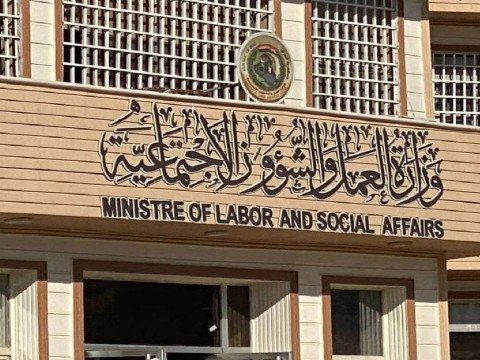 وزارة العمل والشؤون الاجتماعية
MINISTRE OF LABOR AND SOCIAL AFFAIRS